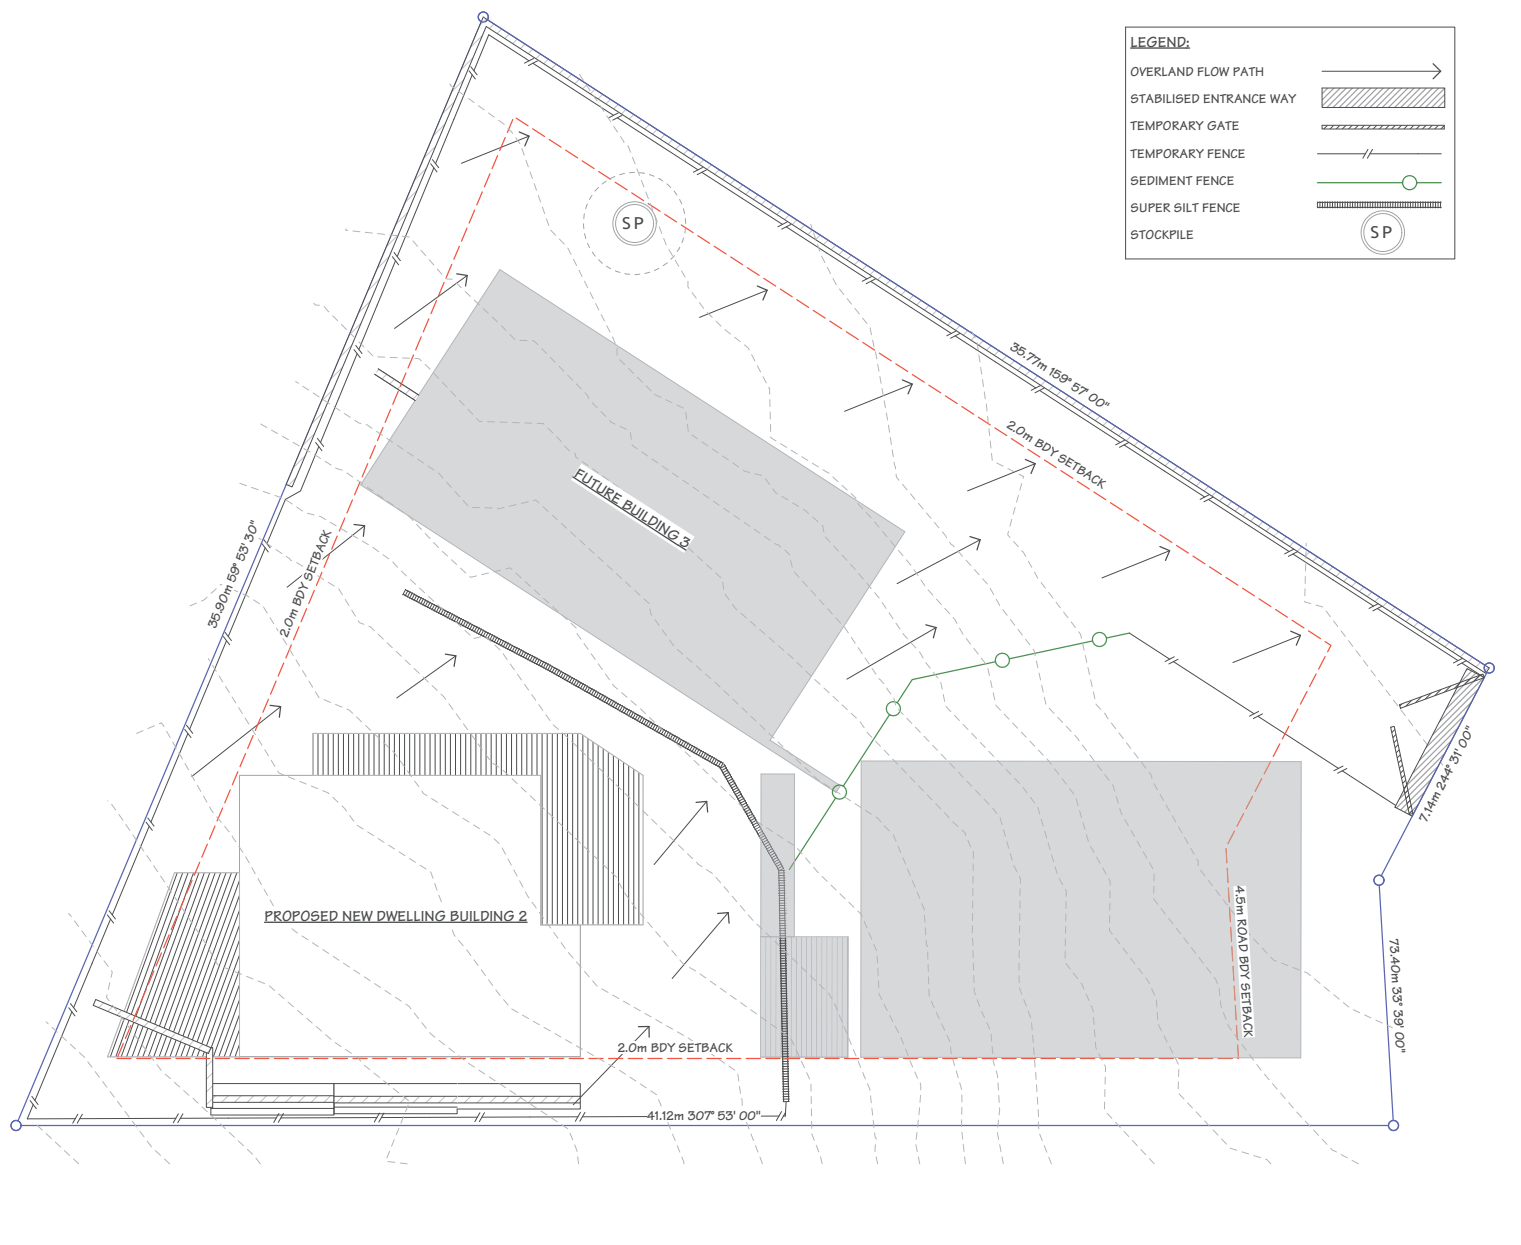 LEGEND:
OVERLAND FLOW PATH
STABILISED ENTRANCE WAY
TEMPORARY GATE
TEMPORARY FENCE
SEDIMENT FENCE
SUPER SILT FENCE
STOCKPILE
SP
SP
35.77m 159° 57' 00"
2.0m BDY SETBACK
FUTURE BUILDING 3
35.90m 59° 53' 30"
2.0m BDY SETBACK
7.14m 244° 31' 00"
PROPOSED NEW DWELLING BUILDING 2
4.5m ROAD BDY SETBACK
73.40m 33° 39' 00"
2.0m BDY SETBACK
41.12m 307° 53' 00"